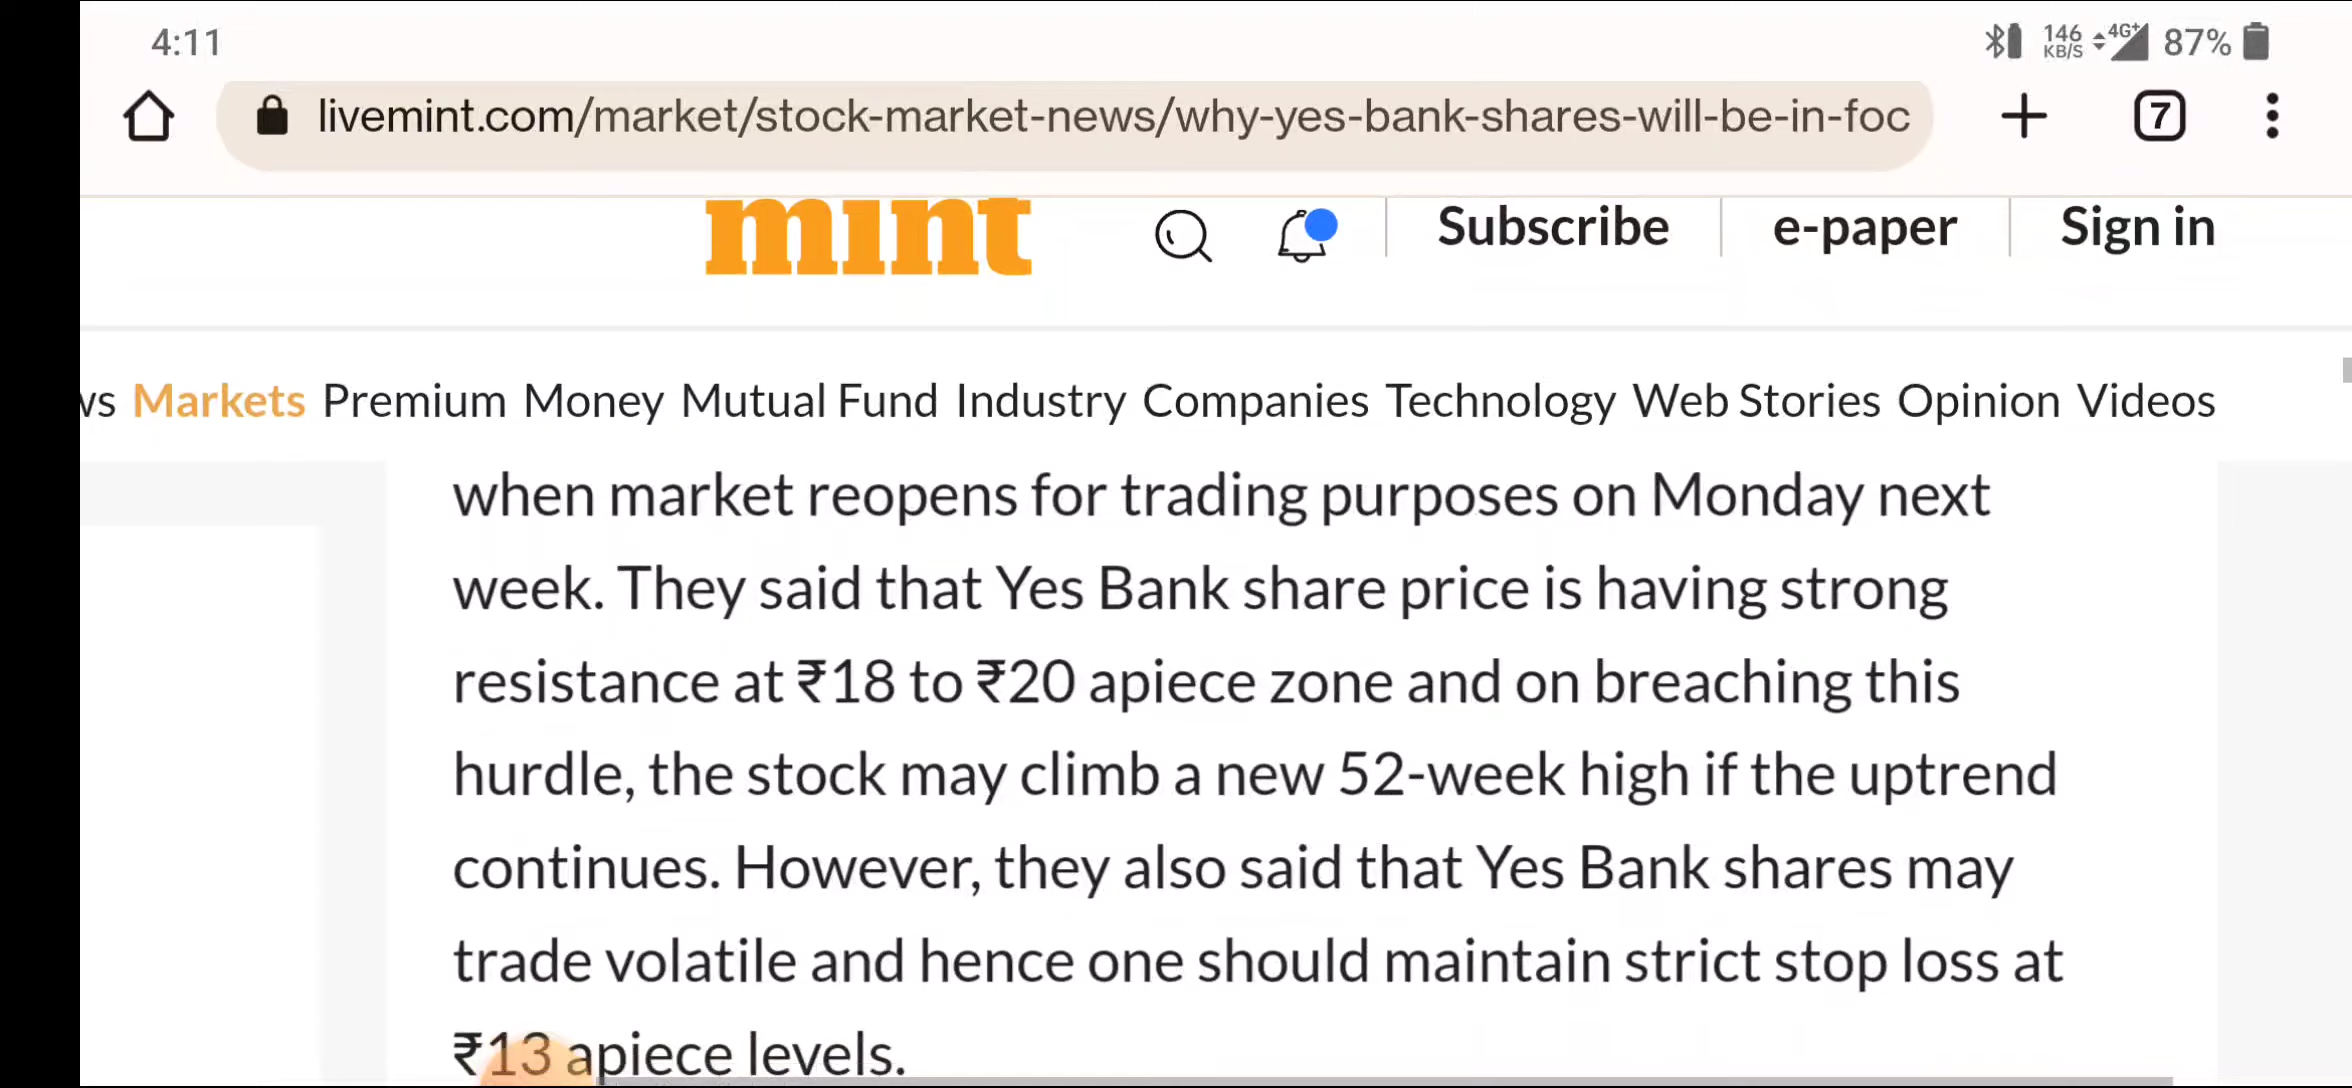 4:11
146 KB/S 4G+ 87%
livemint.com/market/stock-market-news/why-yes-bank-shares-will-be-in-foc
7
mint
Subscribe e-paper Sign in
vs Markets Premium Money Mutual Fund Industry Companies Technology Web Stories Opinion Videos
when market reopens for trading purposes on Monday next
week. They said that Yes Bank share price is having strong
resistance at ₹18 to ₹20 apiece zone and on breaching this
hurdle, the stock may climb a new 52-week high if the uptrend
continues. However, they also said that Yes Bank shares may
trade volatile and hence one should maintain strict stop loss at
₹13 apiece levels.